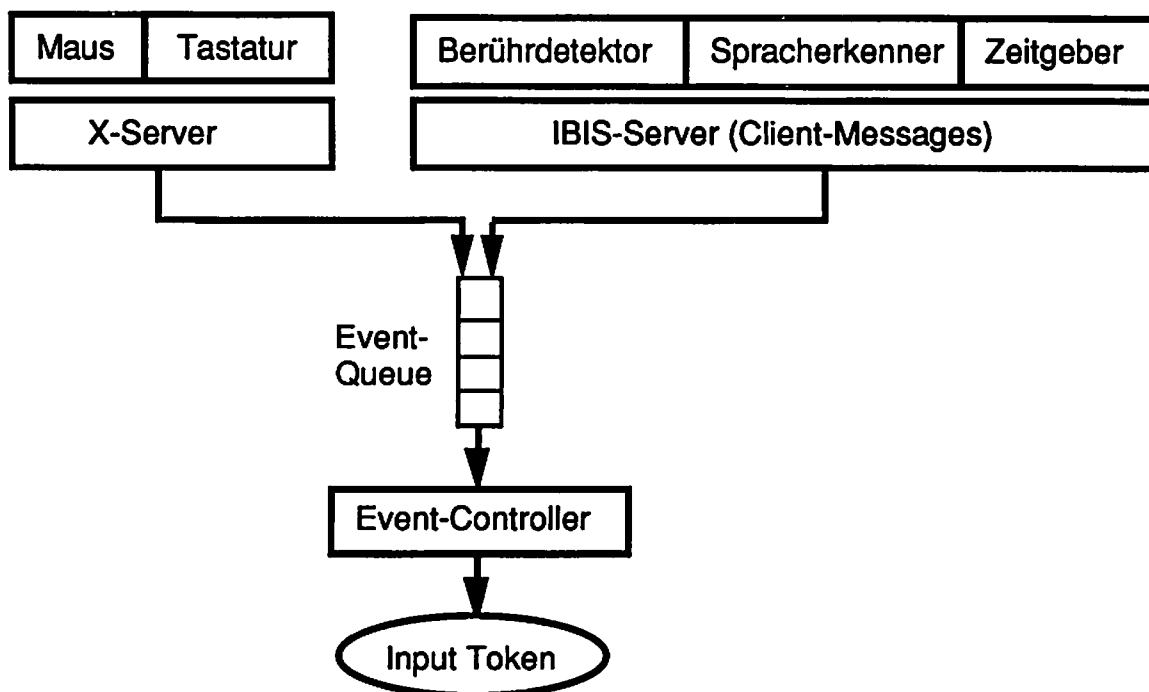 Maus Tastatur Berührdetektor Spracherkenner Zeitgeber
X-Server IBIS-Server (Client-Messages)
Event-
Queue
Event-Controller
Input Token